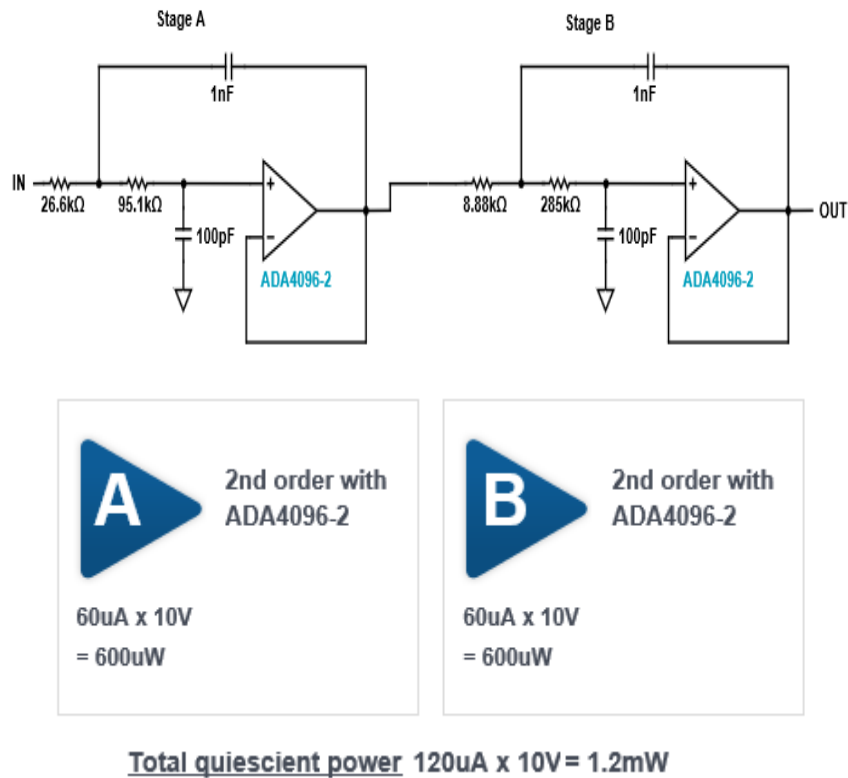 Stage A
Stage B
1nF
1nF
IN
26.6kΩ
95.1kΩ
8.88kΩ
285kΩ
OUT
+
-
+
-
100pF
100pF
ADA4096-2
ADA4096-2
A
2nd order with
ADA4096-2
60uA x 10V
= 600uW
B
2nd order with
ADA4096-2
60uA x 10V
= 600uW
Total quiescient power 120uA x 10V = 1.2mW